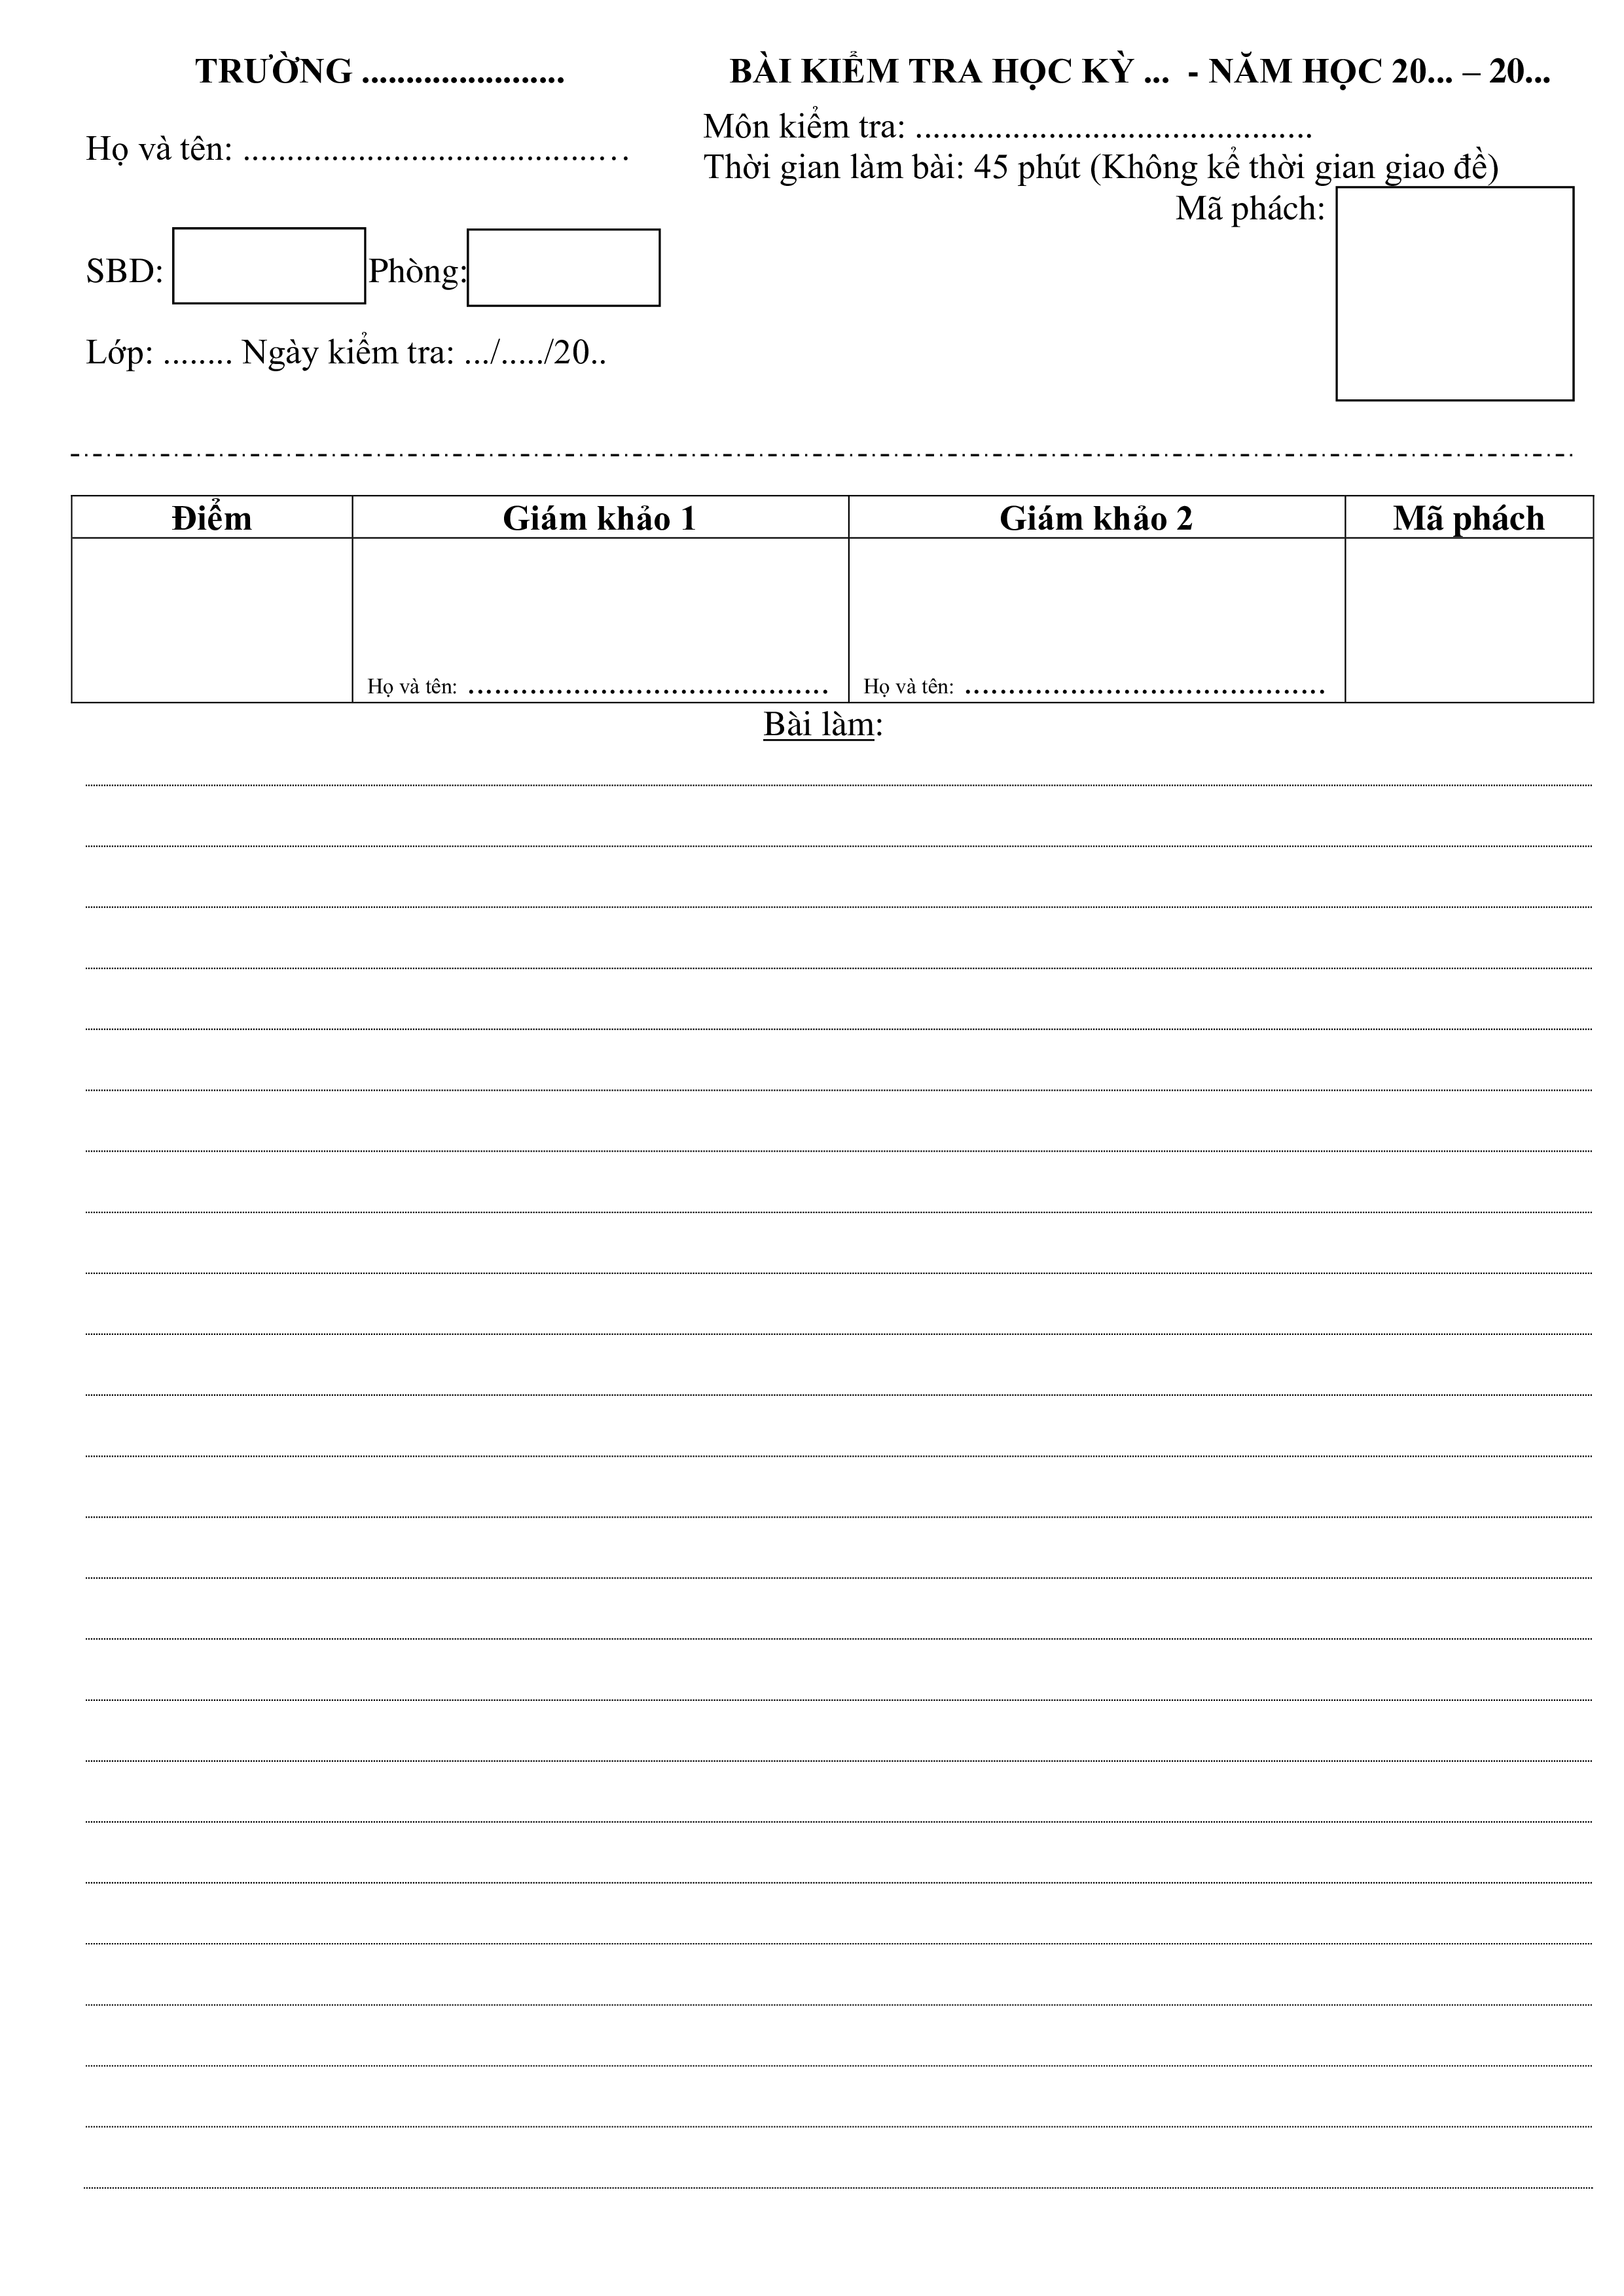 TRƯỜNG .......................
BÀI KIỂM TRA HỌC KỲ ... - NĂM HỌC 20... – 20...
Họ và tên: ...........................................
Môn kiểm tra: .............................................
Thời gian làm bài: 45 phút (Không kể thời gian giao đề)
Mã phách:
SBD: Phòng:
Lớp: ........ Ngày kiểm tra: .../...../20..
Điểm Giám khảo 1 Giám khảo 2 Mã phách
Họ và tên: ......................................... Họ và tên: .........................................
Bài làm: